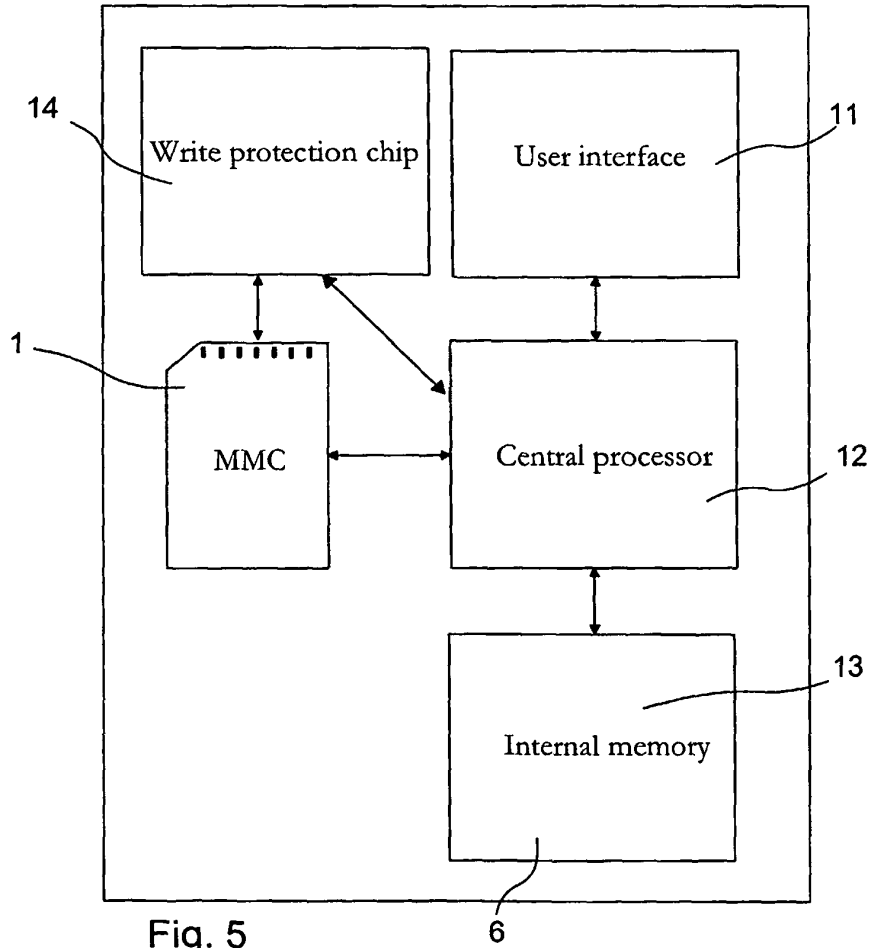 14
Write protection chip
User interface
11
1
MMC
Central processor
12
13
Internal memory
Fig. 5
6